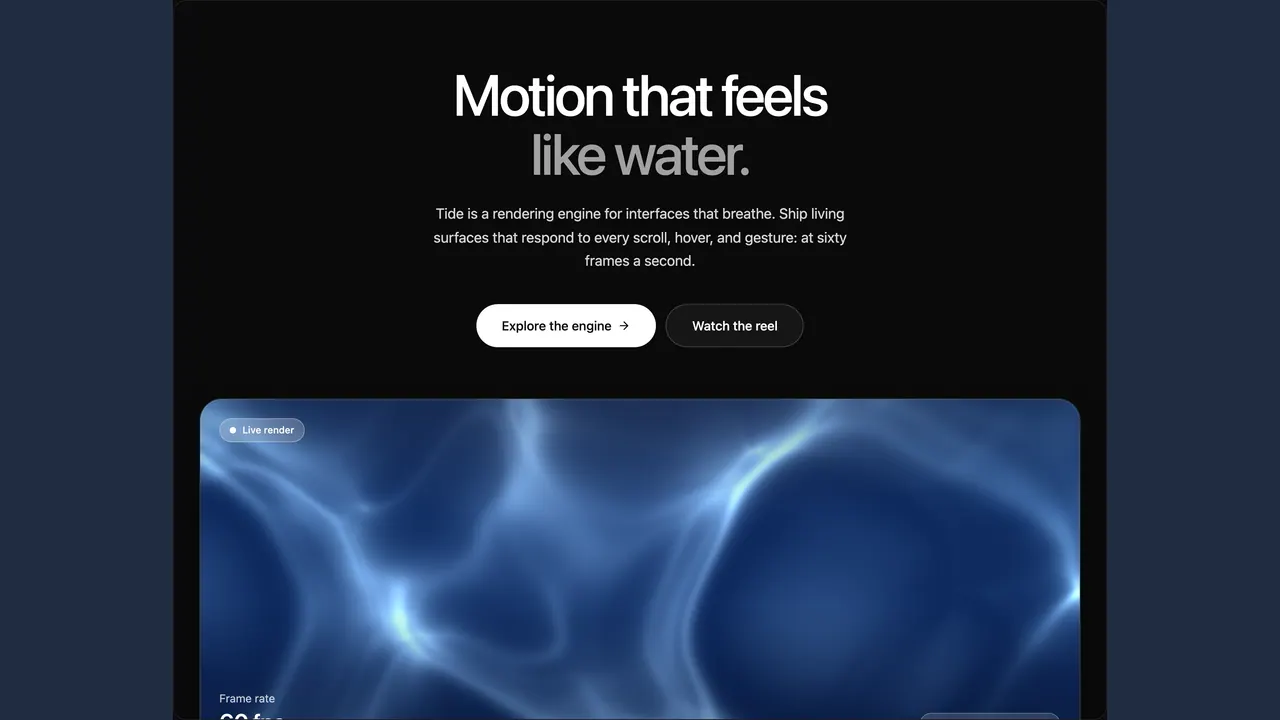 Motion that feels
like water.
Tide is a rendering engine for interfaces that breathe. Ship living
surfaces that respond to every scroll, hover, and gesture: at sixty
frames a second.
Explore the engine →
Watch the reel
Live render
Frame rate
60 fps